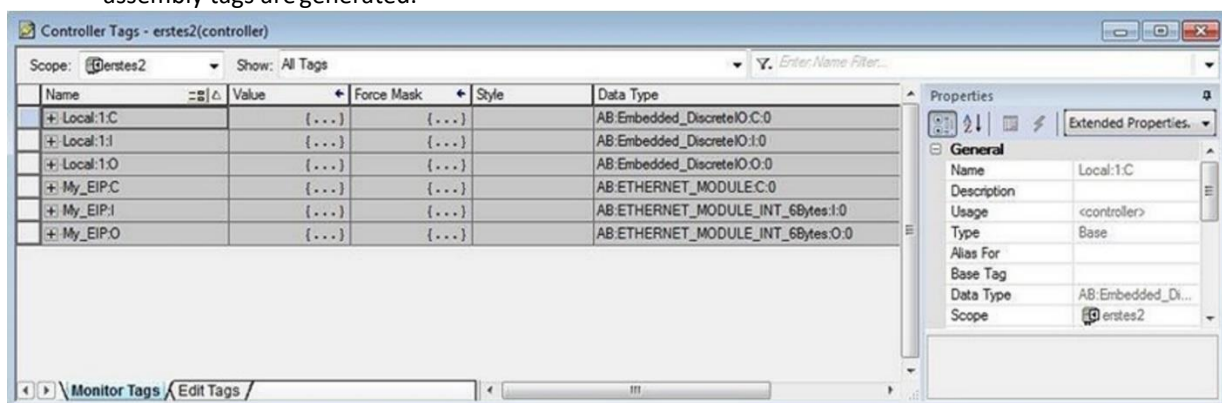 assembly tags are generated.
Controller Tags - erstes2(controller)
Scope: erstes2 Show: All Tags Enter Name Filter...
Name Value Force Mask Style Data Type
Local:1:C {...} {...} AB:Embedded_DiscreteIO:C:0
Local:1:I {...} {...} AB:Embedded_DiscreteIO:I:0
Local:1:O {...} {...} AB:Embedded_DiscreteIO:O:0
My_EIP:C {...} {...} AB:ETHERNET_MODULE:C:0
My_EIP:I {...} {...} AB:ETHERNET_MODULE_INT_6Bytes:I:0
My_EIP:O {...} {...} AB:ETHERNET_MODULE_INT_6Bytes:O:0
Monitor Tags Edit Tags
Properties
Extended Properties.
General
Name Local:1:C
Description
Usage <controller>
Type Base
Alias For
Base Tag
Data Type AB:Embedded_Di...
Scope erstes2